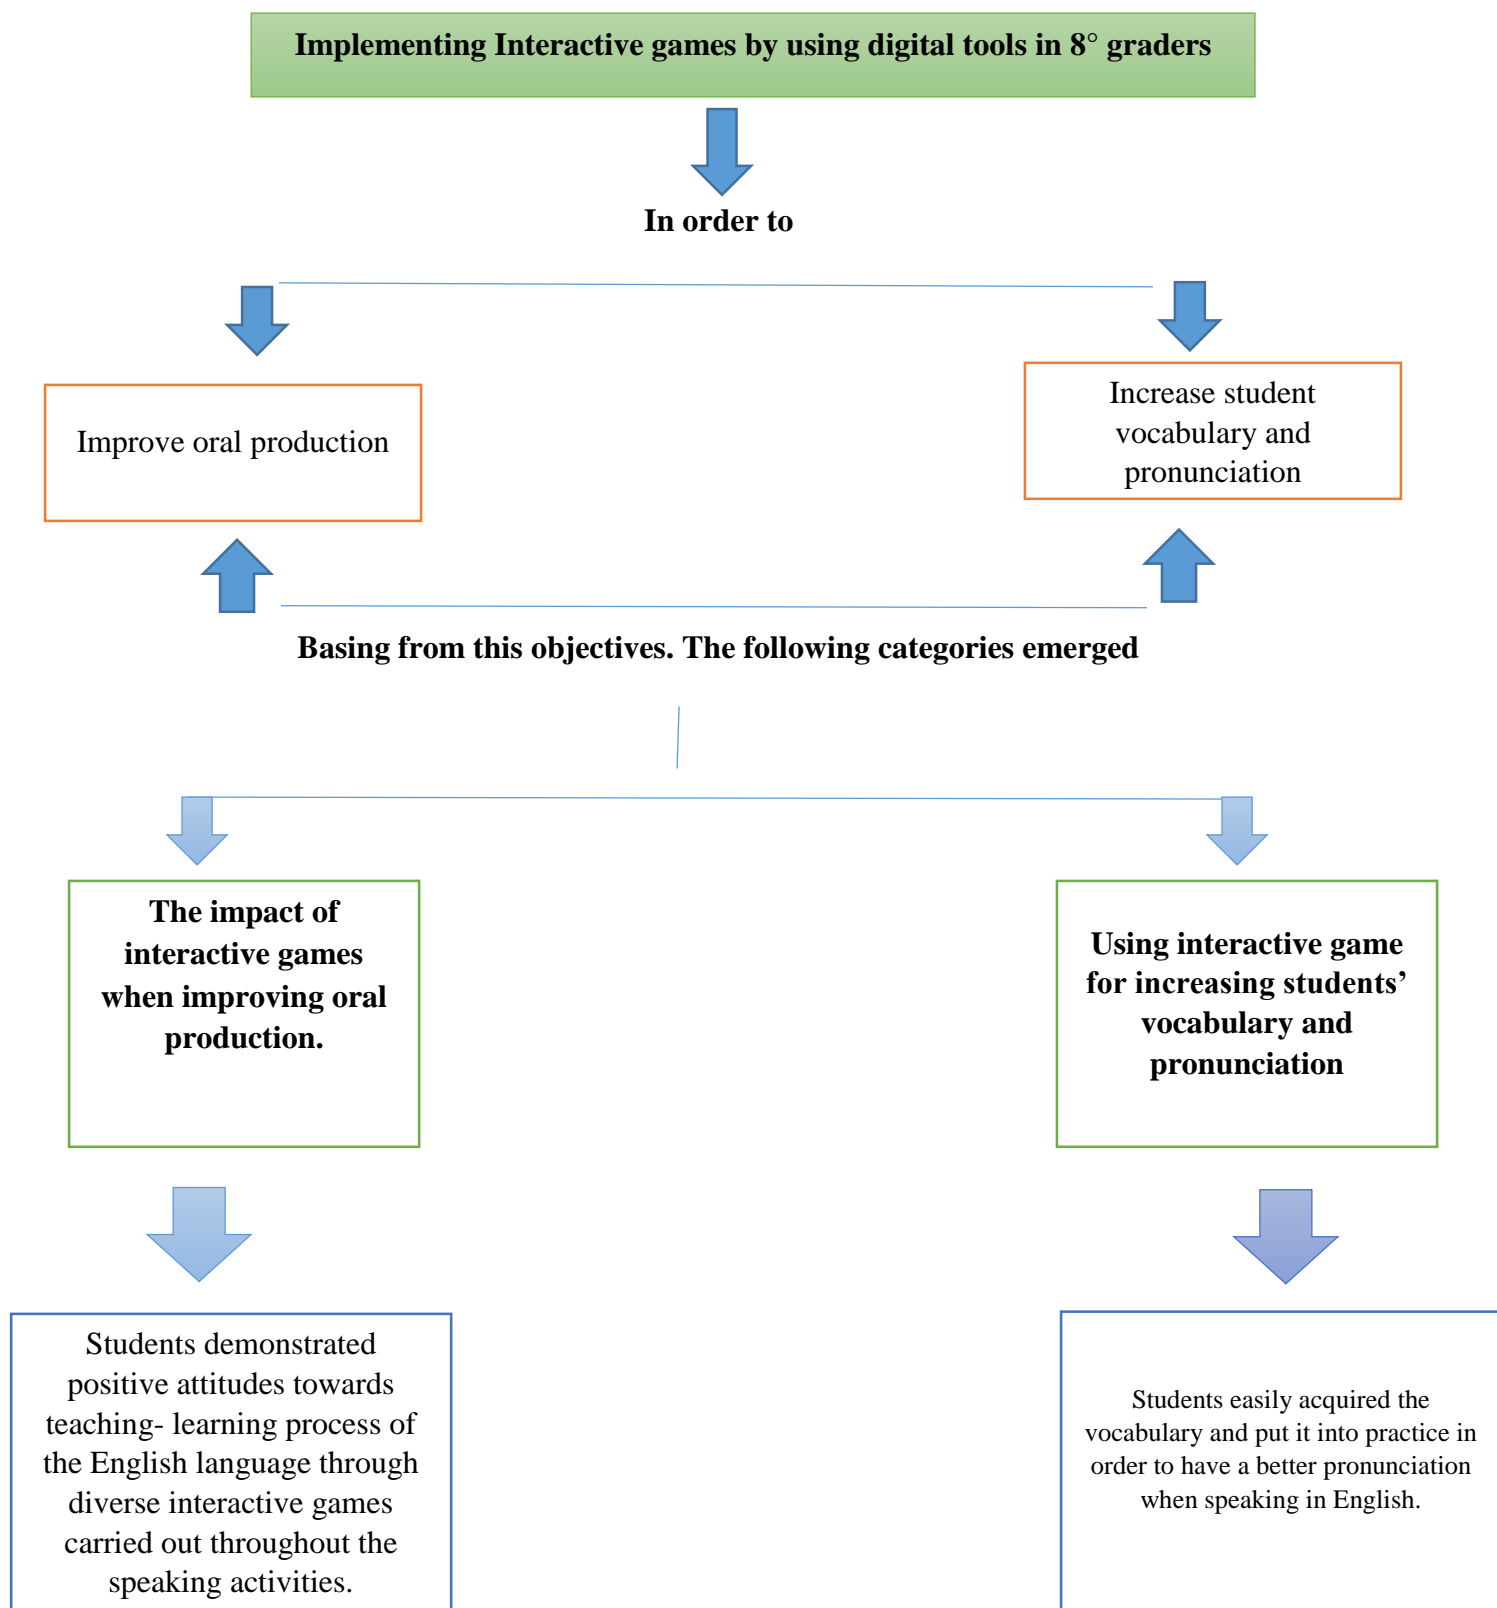 Implementing Interactive games by using digital tools in 8° graders
In order to
Improve oral production
Increase student
vocabulary and
pronunciation
Basing from this objectives. The following categories emerged
The impact of
interactive games
when improving oral
production.
Using interactive game
for increasing students’
vocabulary and
pronunciation
Students demonstrated
positive attitudes towards
teaching- learning process of
the English language through
diverse interactive games
carried out throughout the
speaking activities.
Students easily acquired the
vocabulary and put it into practice in
order to have a better pronunciation
when speaking in English.